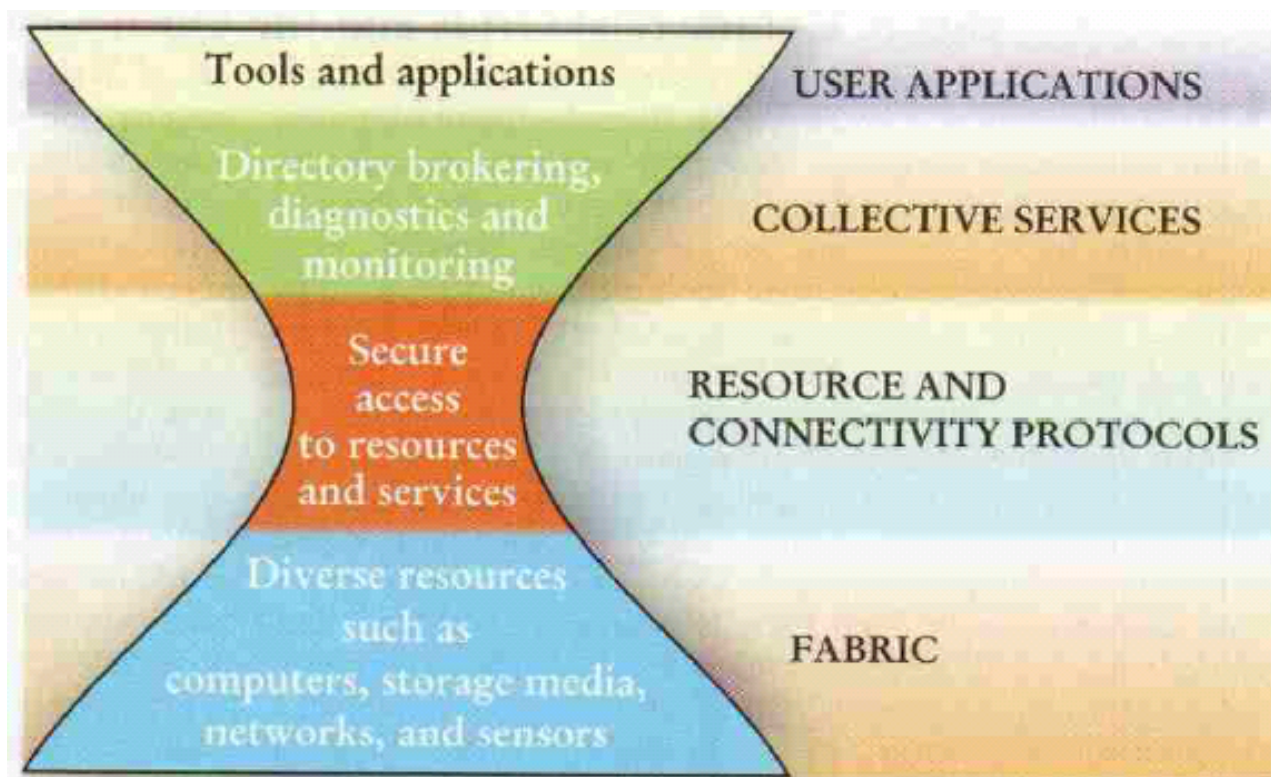 Tools and applications
USER APPLICATIONS
Directory brokering,
diagnostics and
monitoring
COLLECTIVE SERVICES
Secure
access
to resources
and services
RESOURCE AND
CONNECTIVITY PROTOCOLS
Diverse resources
such as
computers, storage media,
networks, and sensors
FABRIC